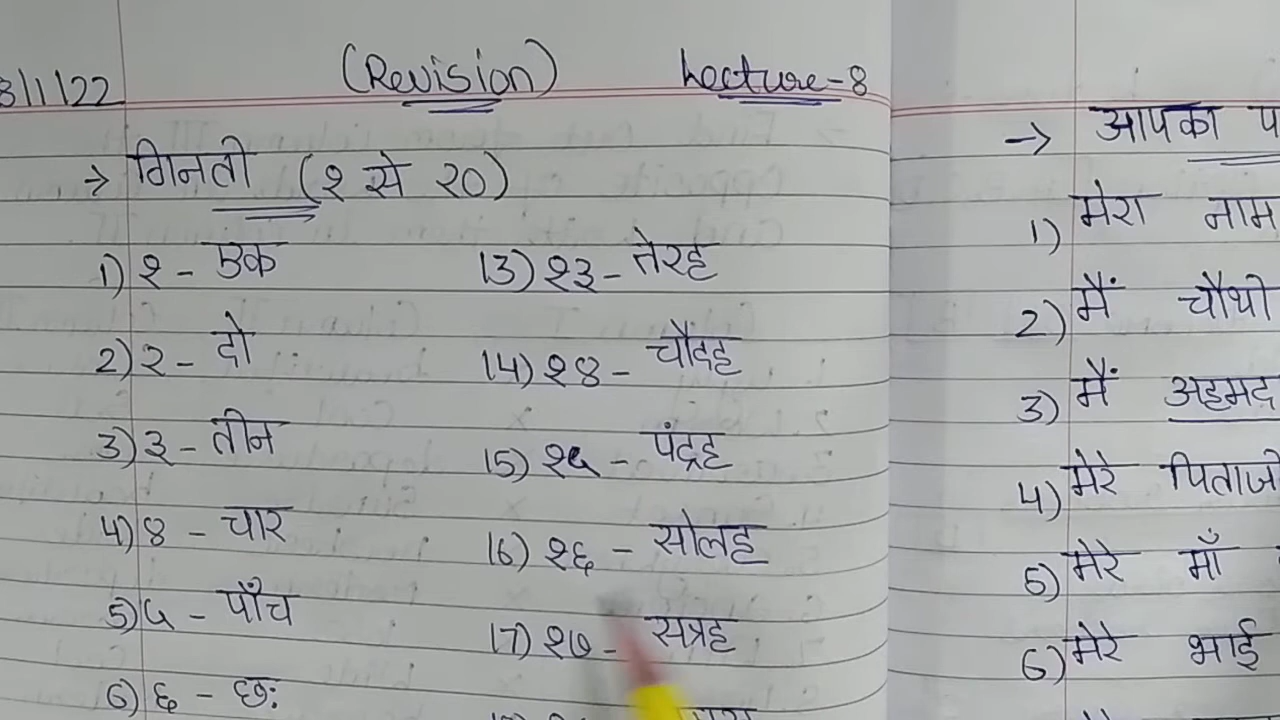 (Revision) Lecture-8
8/1/22
→ गिनती (१ से २०)
1) १ - एक
2) २ - दो
3) ३ - तीन
4) ४ - चार
5) ५ - पाँच
6) ६ - छः
13) १३ - तेरह
14) १४ - चौदह
15) १५ - पंद्रह
16) १६ - सोलह
17) १७ - सत्रह
→ आपका
1) मेरा नाम
2) मैं चौथी
3) मैं अहमद
4) मेरे पिताजी
5) मेरे माँ
6) मेरे भाई